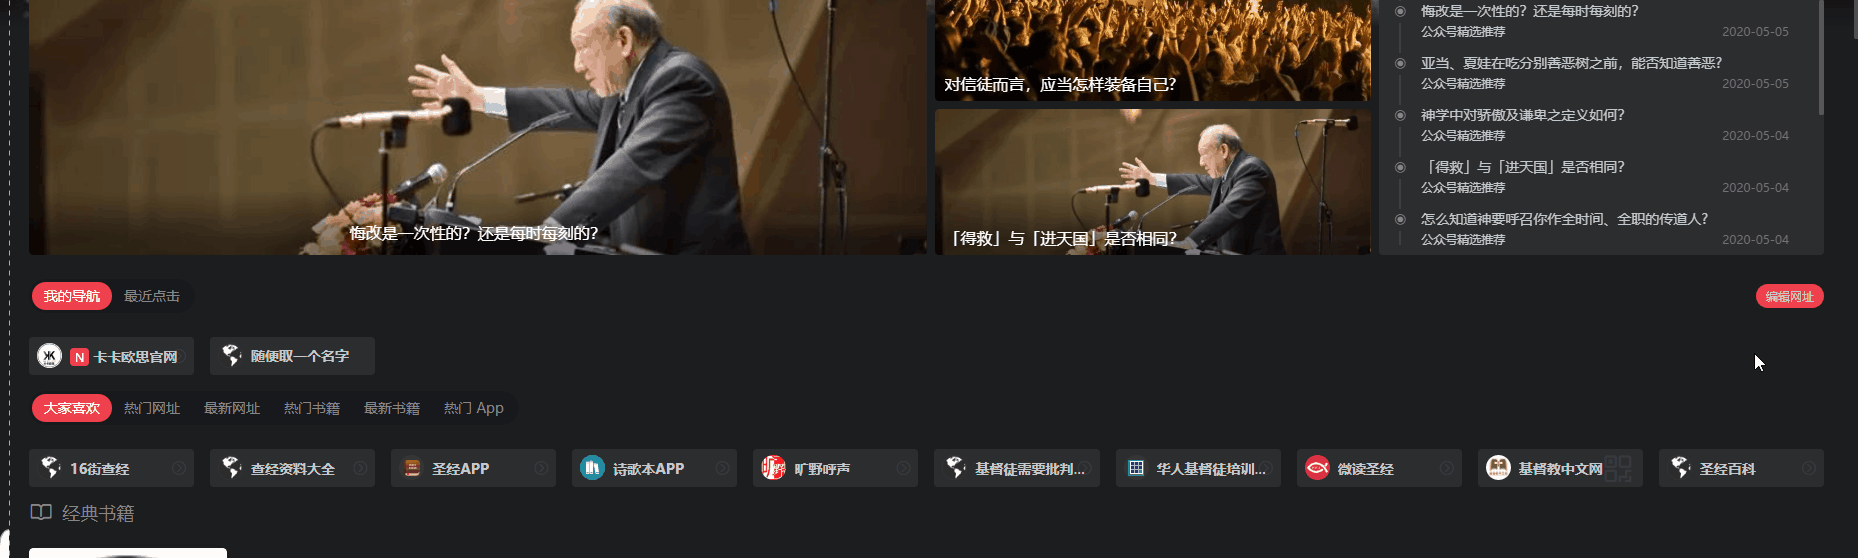 悔改是一次性的？还是每时每刻的？
对信徒而言，应当怎样装备自己？
「得救」与「进天国」是否相同？
悔改是一次性的？还是每时每刻的？
公众号精选推荐 2020-05-05
亚当、夏娃在吃分别善恶树之前，能否知道善恶？
公众号精选推荐 2020-05-05
神学中对骄傲及谦卑之定义如何？
公众号精选推荐 2020-05-04
「得救」与「进天国」是否相同？
公众号精选推荐 2020-05-04
怎么知道神要呼召你作全时间、全职的传道人？
公众号精选推荐 2020-05-04
我的导航 最近点击 编辑网址
N 卡卡欧思官网 随便取一个名字
大家喜欢 热门网址 最新网址 热门书籍 最新书籍 热门 App
16街查经 查经资料大全 圣经APP 诗歌本APP 旷野呼声 基督徒需要批判... 华人基督徒培训... 微读圣经 基督教中文网 圣经百科
经典书籍